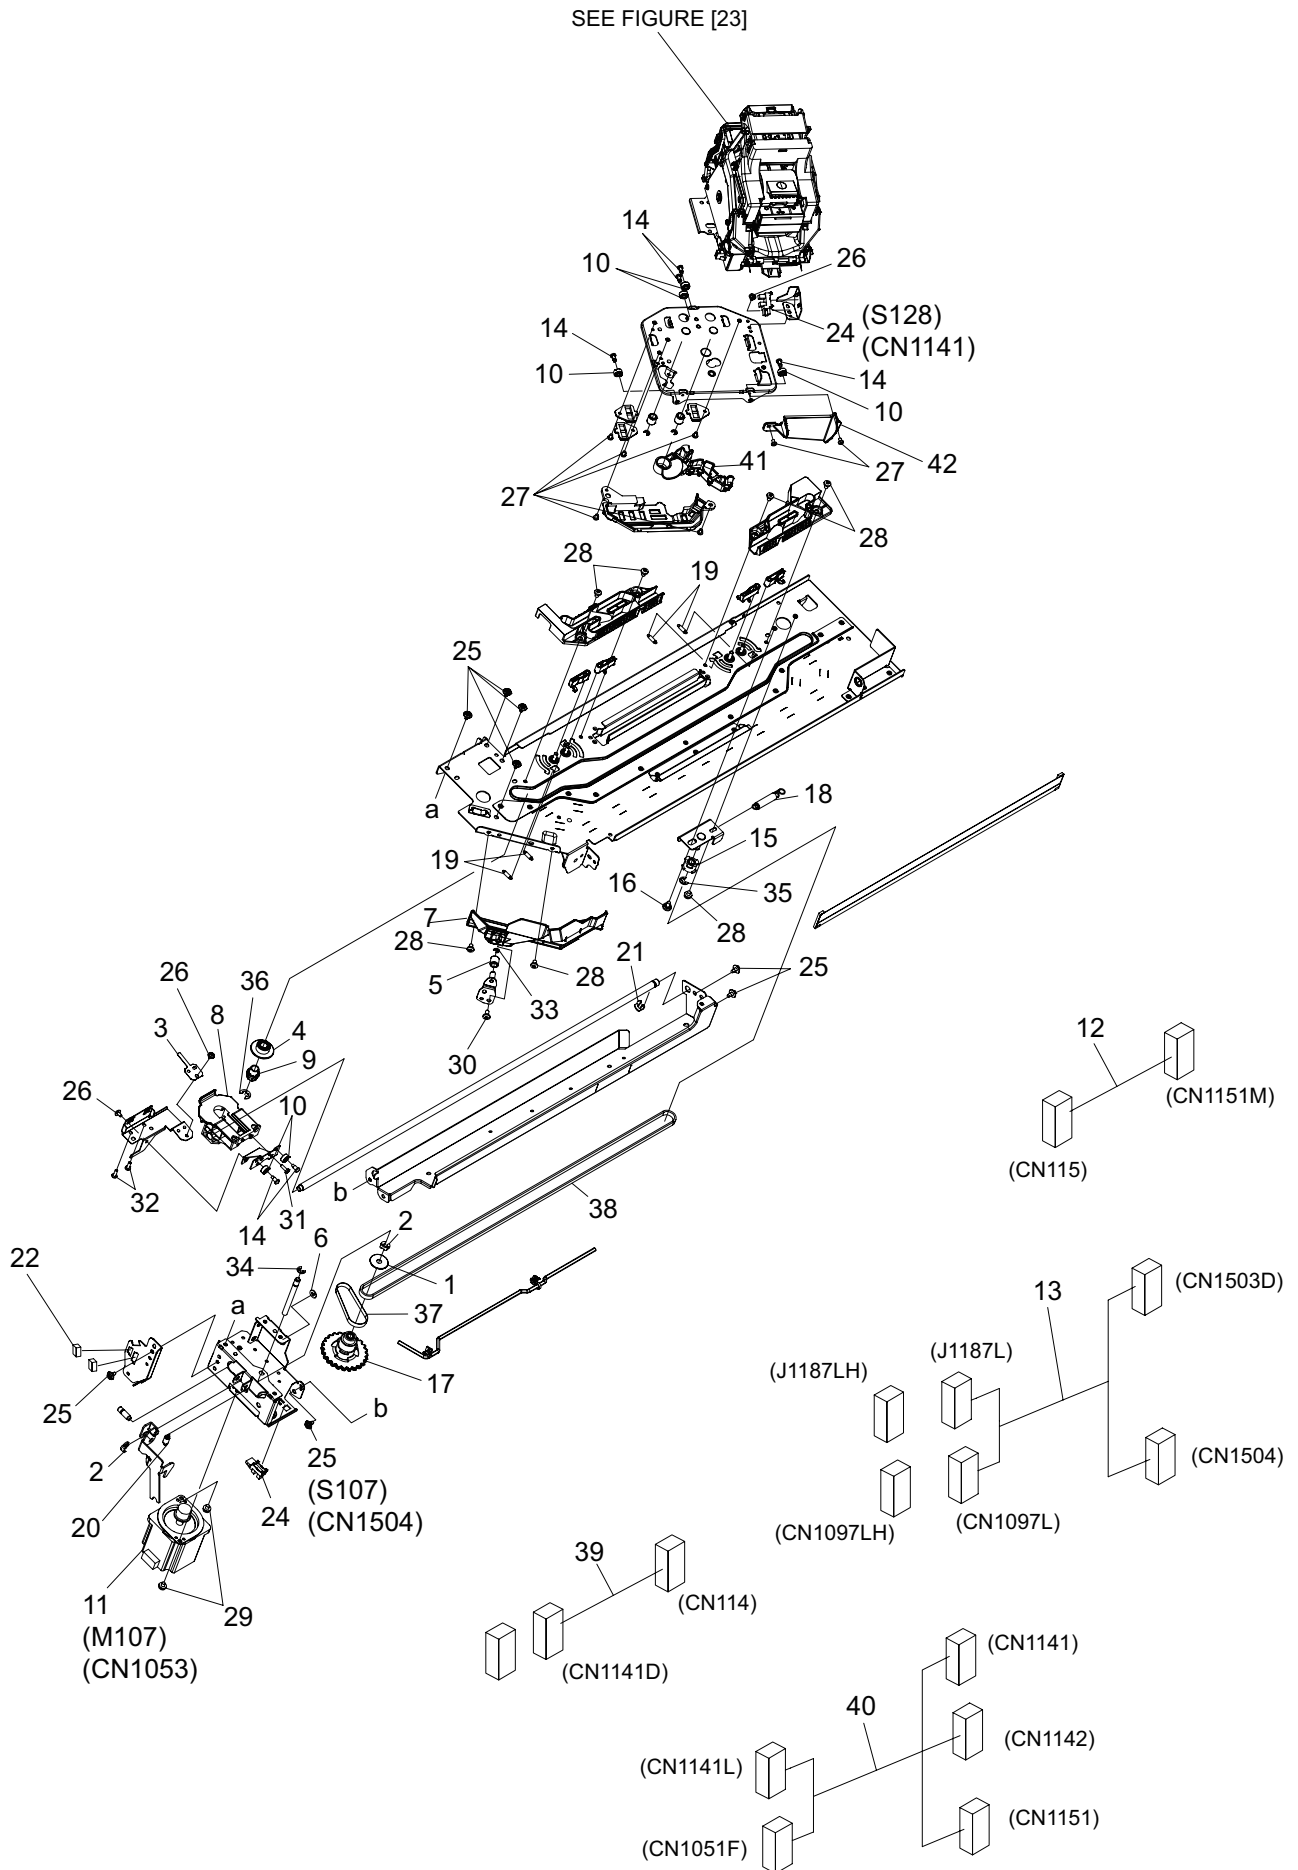 SEE FIGURE [23]
14
10
26
24 (S128)
(CN1141)
14
10
14
10
27
42
41
27
28
28
19
25
a
18
15
19
16
35
7
28
28
28
5
33
21
25
30
26
36
8
3
4
9
26
10
12
(CN1151M)
(CN115)
32
14
31
b
38
6
2
34
1
22
a
37
13
(CN1503D)
(J1187L)
(J1187LH)
17
25
b
2
25
(S107)
(CN1504)
24
20
(CN1504)
(CN1097L)
(CN1097LH)
39
(CN114)
11
(M107)
(CN1053)
29
(CN1141D)
(CN1141)
40
(CN1142)
(CN1141L)
(CN1151)
(CN1051F)